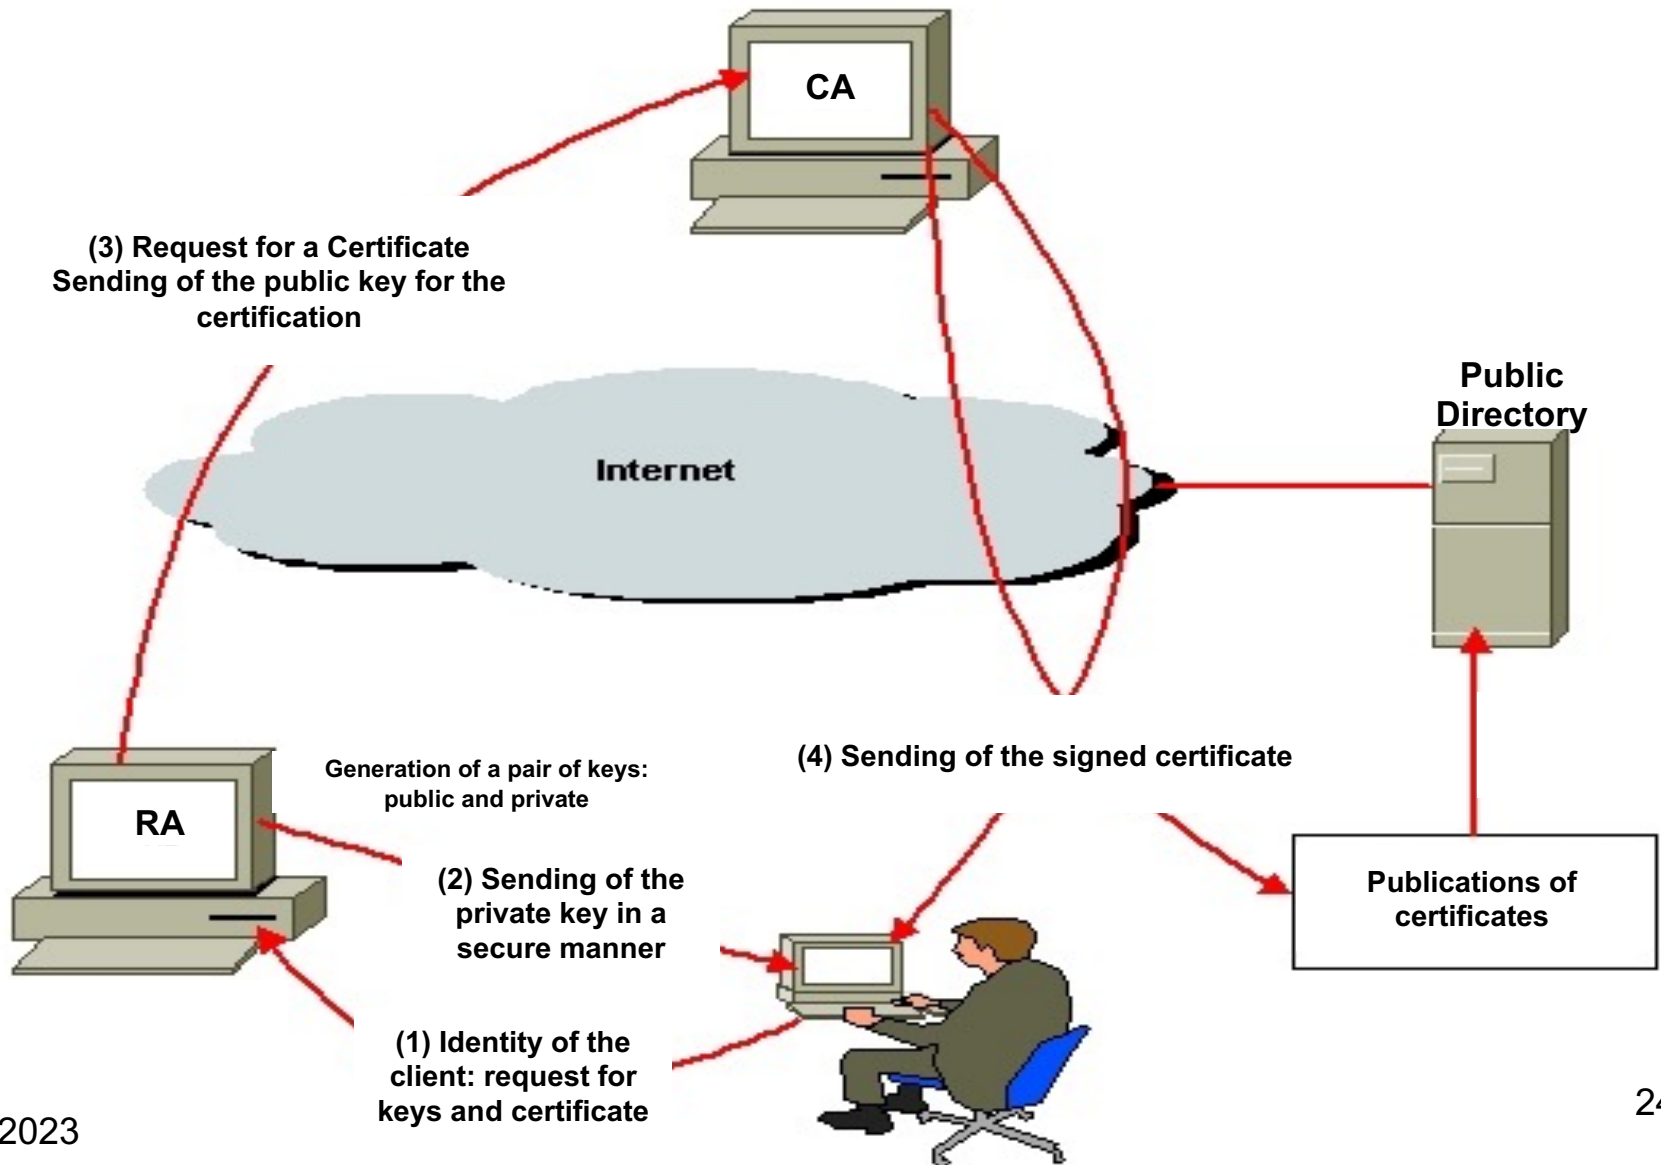 CA
(3) Request for a Certificate
Sending of the public key for the
certification
Public
Directory
Internet
(4) Sending of the signed certificate
Generation of a pair of keys:
public and private
RA
(2) Sending of the
private key in a
secure manner
Publications of
certificates
(1) Identity of the
client: request for
keys and certificate
2023